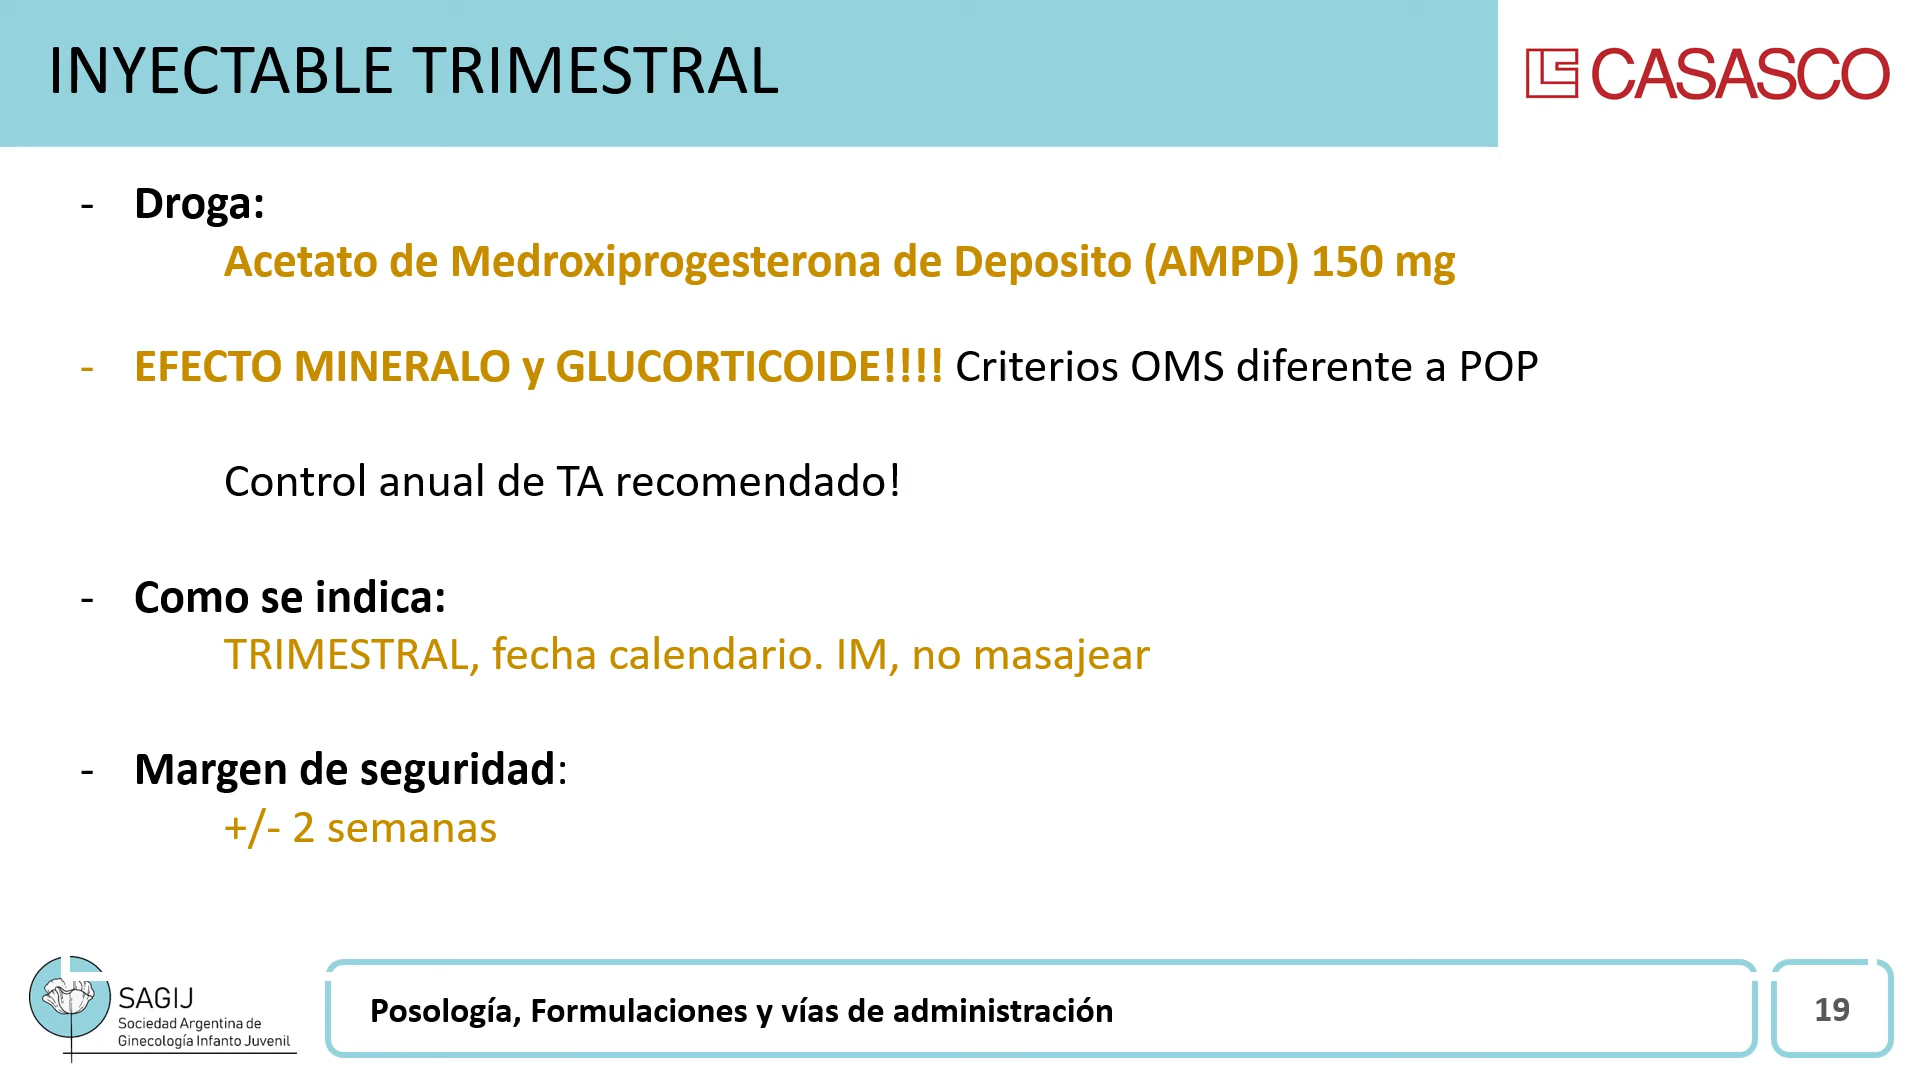 INYECTABLE TRIMESTRAL
CASASCO
- Droga:
Acetato de Medroxiprogesterona de Deposito (AMPD) 150 mg
- EFECTO MINERALO y GLUCORTICOIDE!!!! Criterios OMS diferente a POP
Control anual de TA recomendado!
- Como se indica:
TRIMESTRAL, fecha calendario. IM, no masajear
- Margen de seguridad:
+/- 2 semanas
SAGIJ
Sociedad Argentina de
Ginecología Infanto Juvenil
Posología, Formulaciones y vías de administración
19